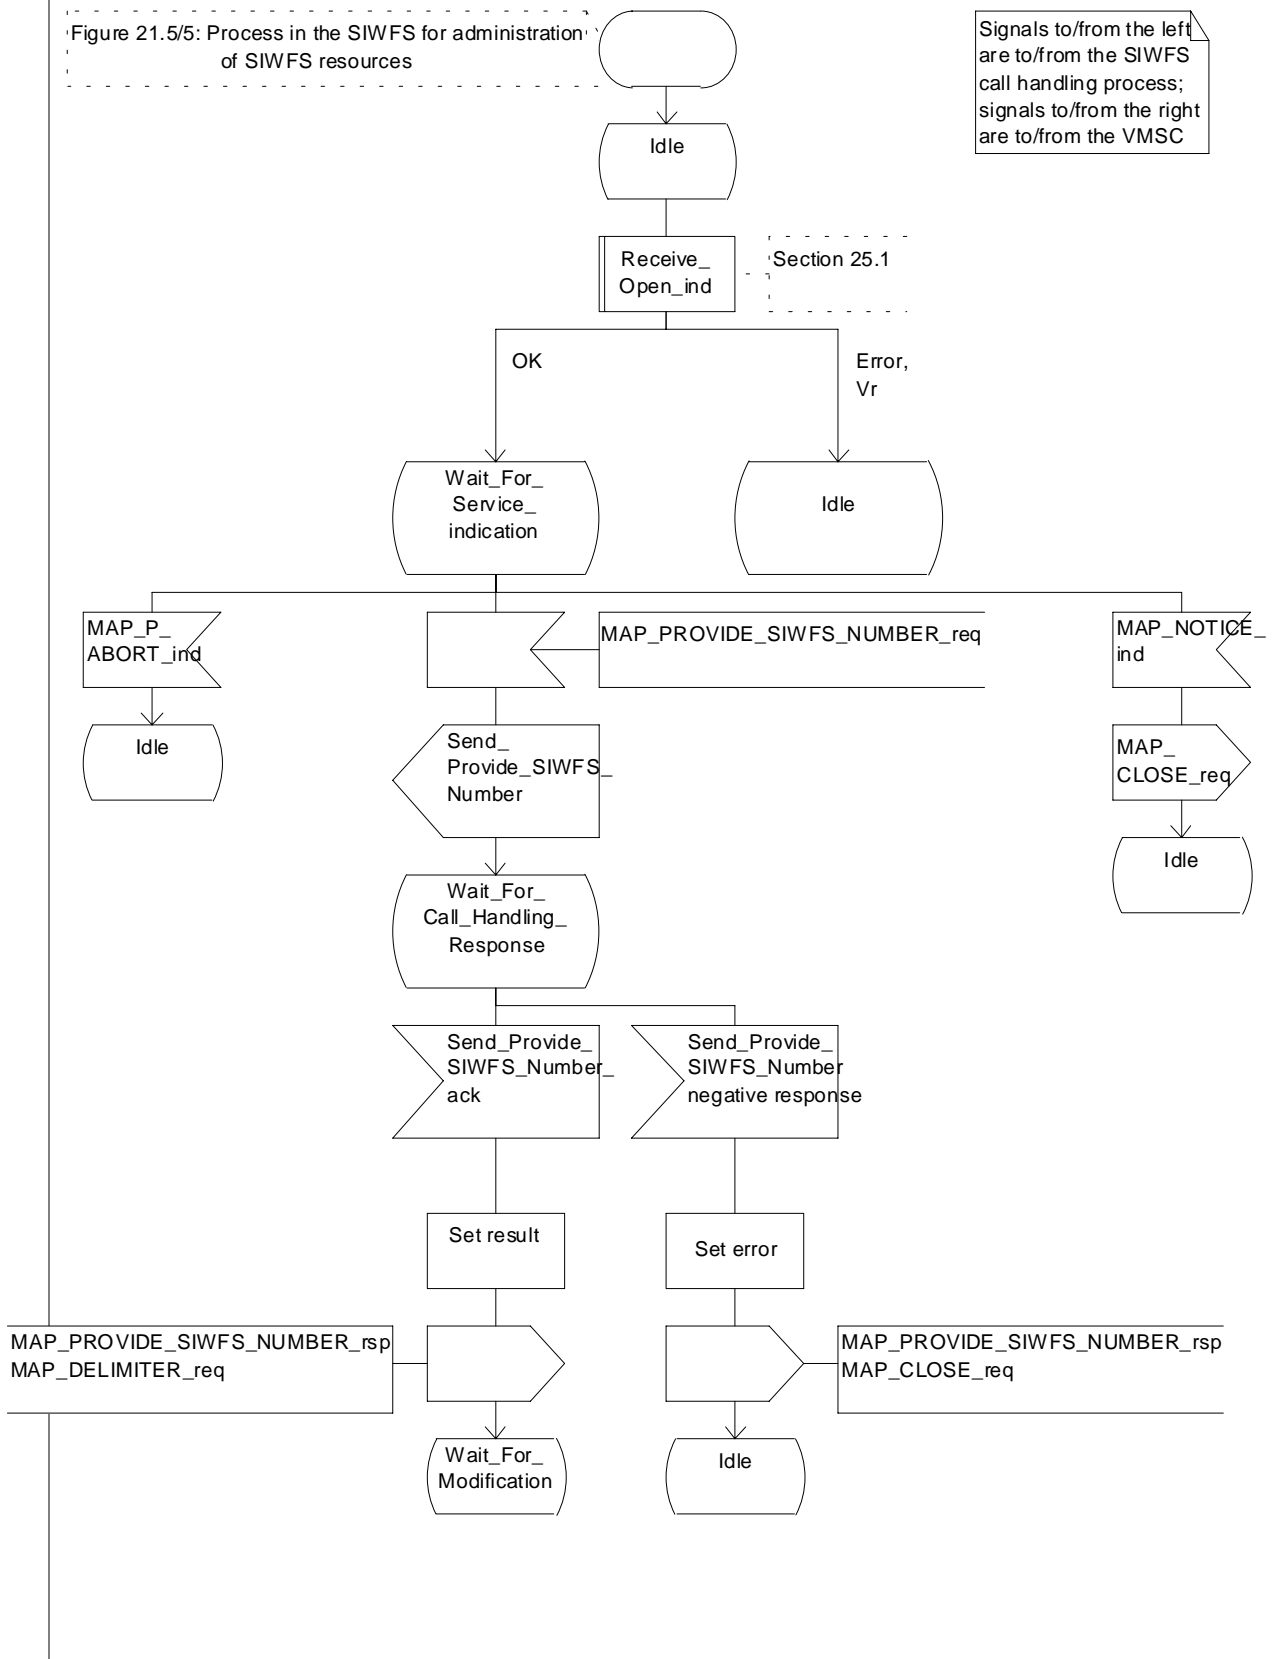 Figure 21.5/5: Process in the SIWFS for administration
of SIWFS resources
Signals to/from the left
are to/from the SIWFS
call handling process;
signals to/from the right
are to/from the VMSC
Idle
Receive_
Open_ind
Section 25.1
OK
Error,
Vr
Wait_For_
Service_
indication
Idle
MAP_P_
ABORT_ind
MAP_PROVIDE_SIWFS_NUMBER_req
MAP_NOTICE_
ind
Idle
Send_
Provide_SIWFS_
Number
MAP_
CLOSE_req
Idle
Wait_For_
Call_Handling_
Response
Send_Provide_
SIWFS_Number_
ack
Send_Provide_
SIWFS_Number
negative response
Set result
Set error
MAP_PROVIDE_SIWFS_NUMBER_rsp
MAP_DELIMITER_req
MAP_PROVIDE_SIWFS_NUMBER_rsp
MAP_CLOSE_req
Wait_For_
Modification
Idle